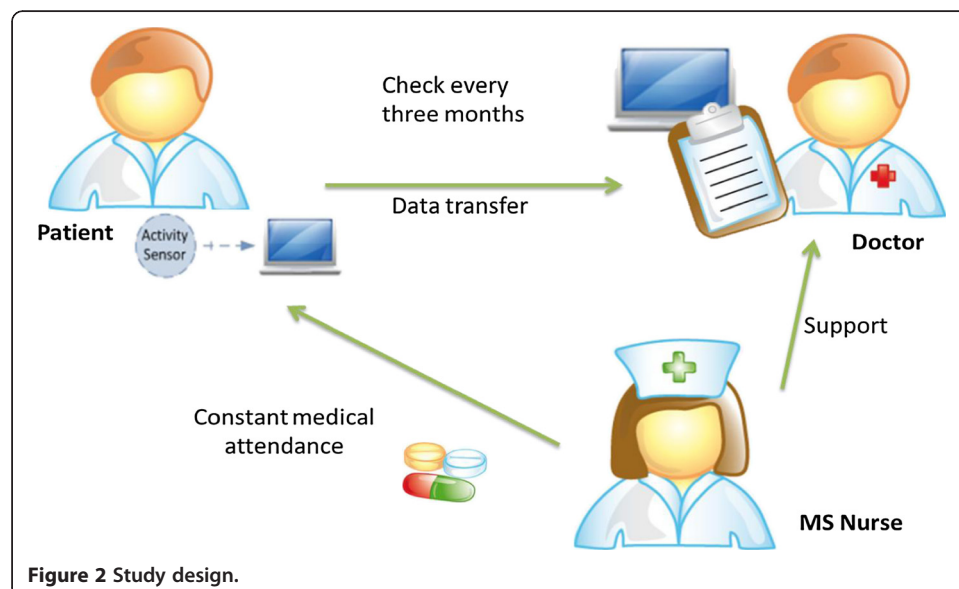 Check every
three months
Data transfer
Patient
Activity
Sensor
Doctor
Support
Constant medical
attendance
MS Nurse
Figure 2 Study design.